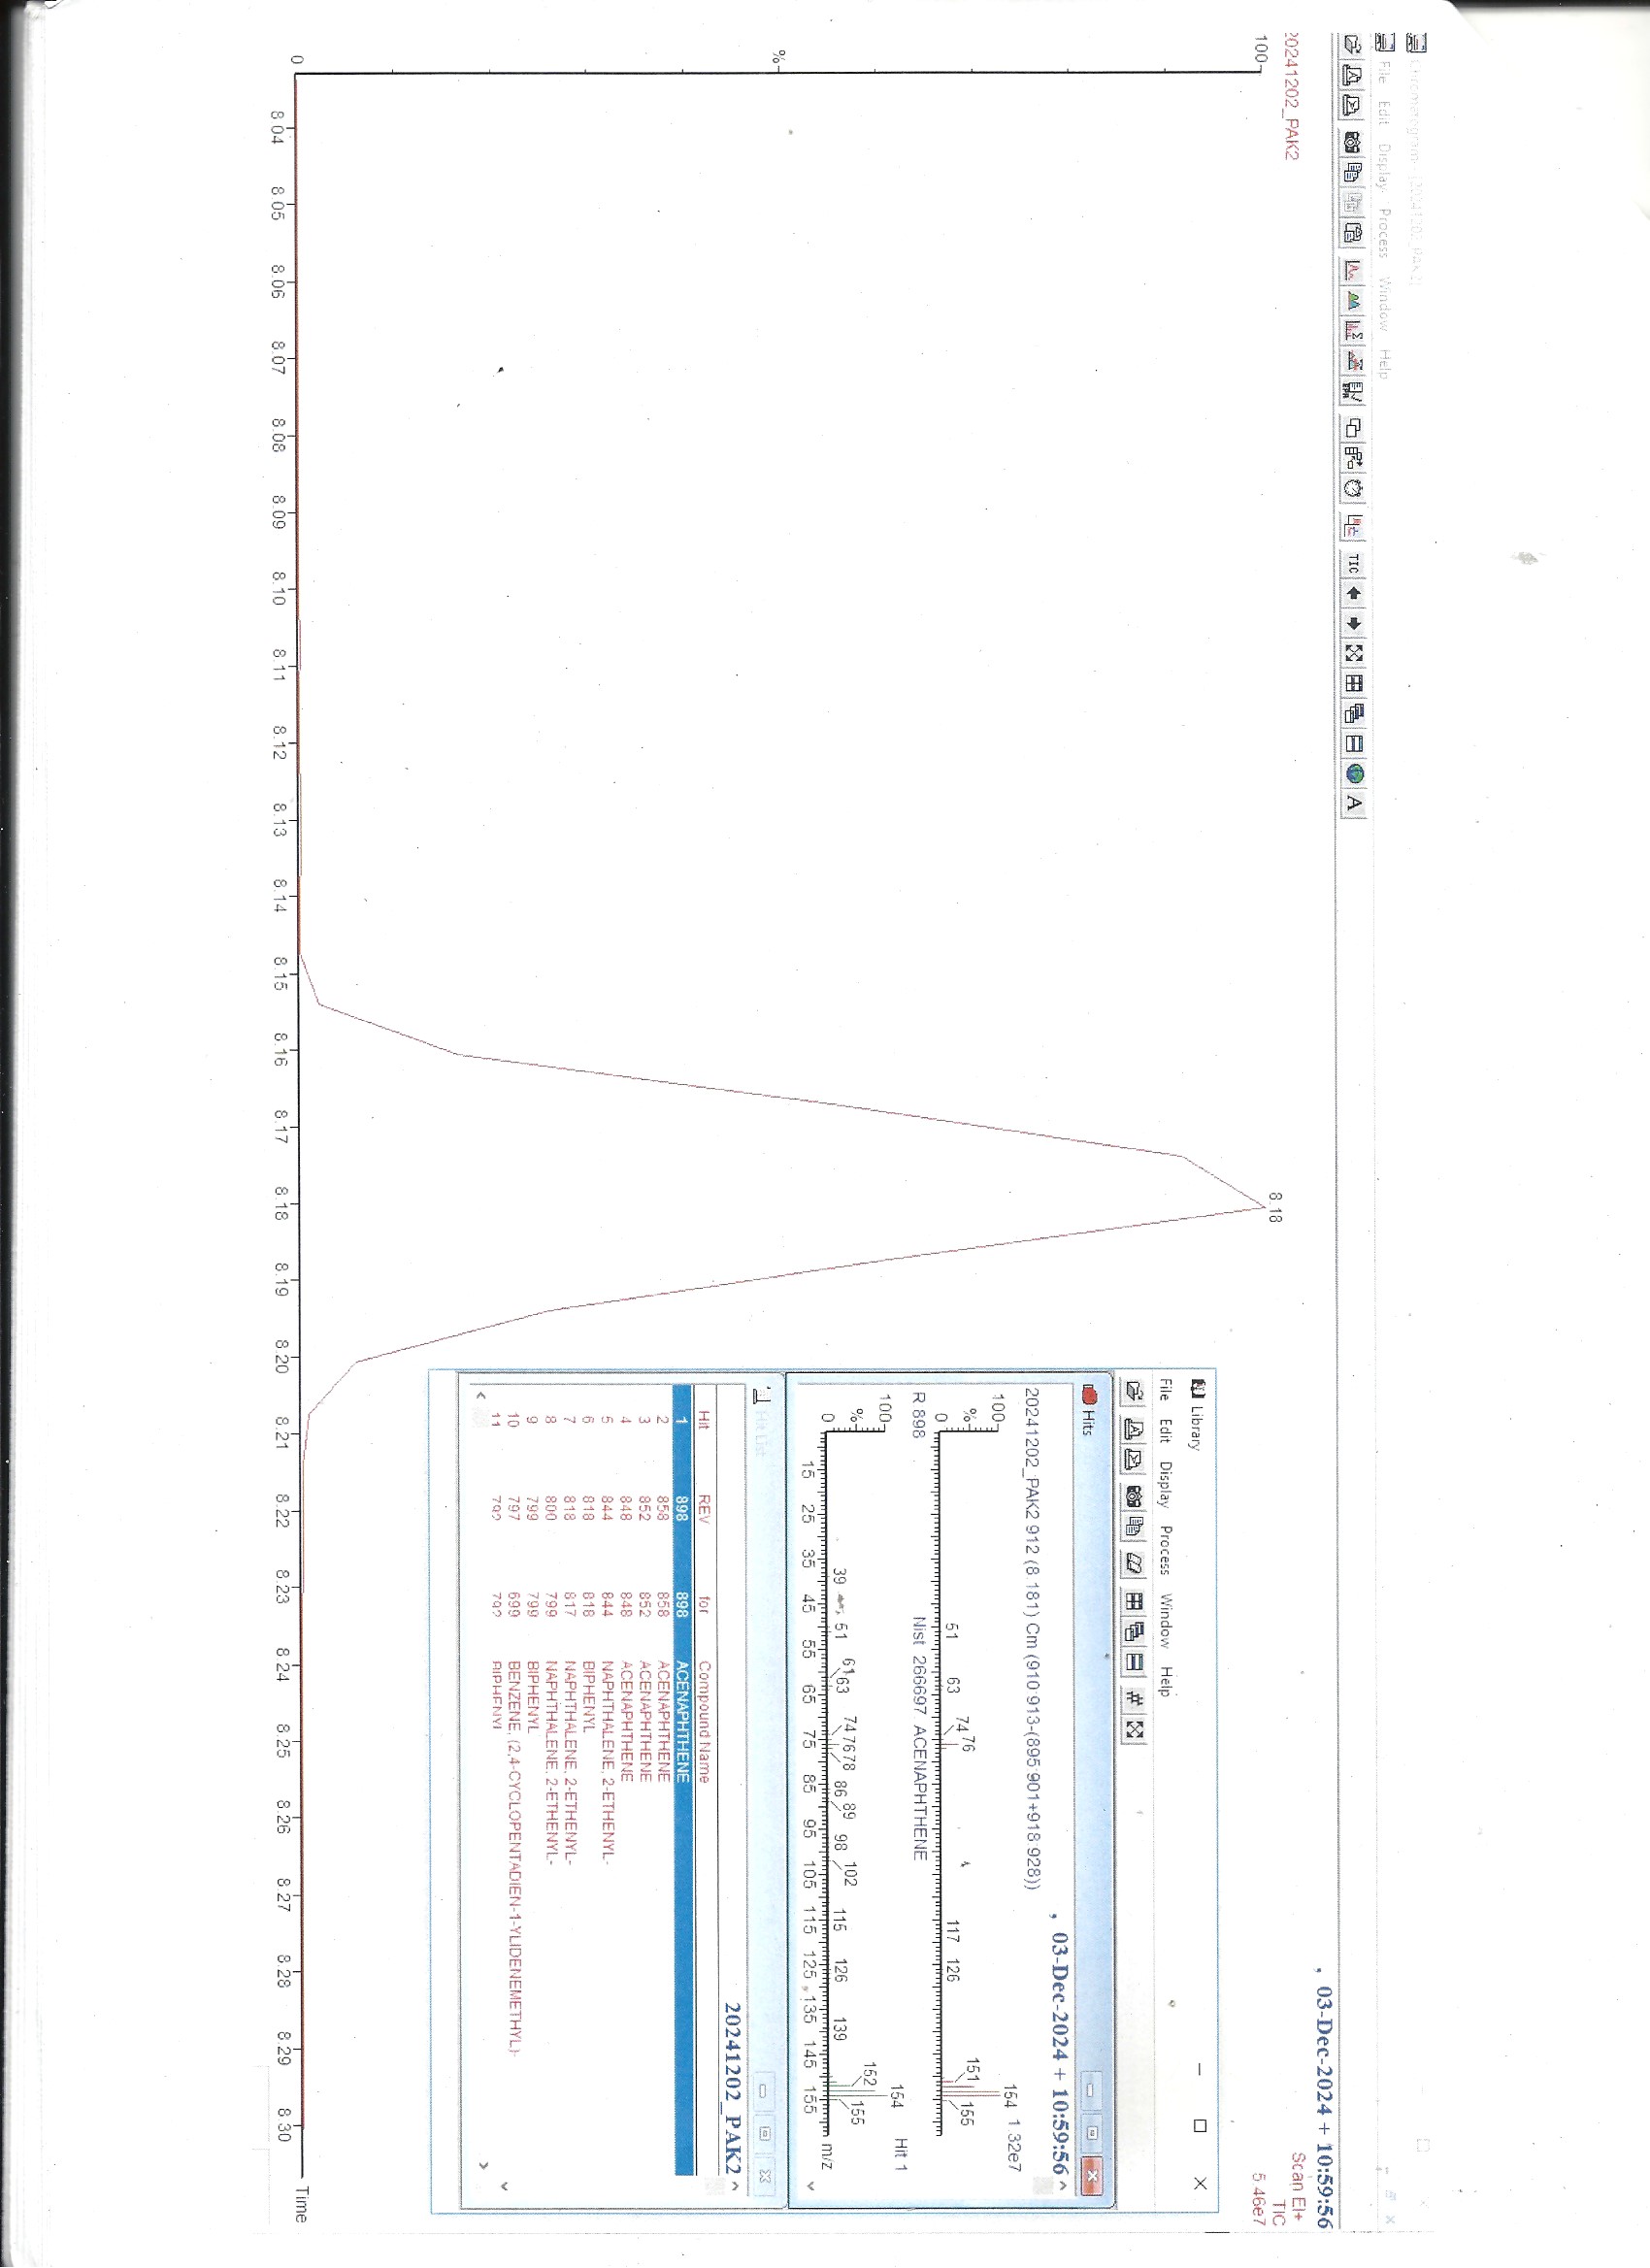 Chromatogram - [20241202_PAK2]
File Edit Display Process Window Help
TIC
A
, 03-Dec-2024 + 10:59:56
20241202_PAK2
Scan EI+
TIC
5.46e7
100
8.18
%
0
8.04 8.05 8.06 8.07 8.08 8.09 8.10 8.11 8.12 8.13 8.14 8.15 8.16 8.17 8.18 8.19 8.20 8.21 8.22 8.23 8.24 8.25 8.26 8.27 8.28 8.29 8.30
Time
Library
File Edit Display Process Window Help
Hits
, 03-Dec-2024 + 10:59:56
20241202_PAK2 912 (8.181) Cm (910:913-(895:901+918:928))
154 1.32e7
100
%
0
51 63 74 76 117 126 151 155
R 898 Nist 266697 ACENAPHTHENE Hit 1
154
100
%
0
39 51 61 63 74 76 78 86 89 98 102 115 126 139 152 155
15 25 35 45 55 65 75 85 95 105 115 125 135 145 155 m/z
Hit List
20241202_PAK2
Hit REV for Compound Name
1 898 898 ACENAPHTHENE
2 858 858 ACENAPHTHENE
3 852 852 ACENAPHTHENE
4 848 848 ACENAPHTHENE
5 844 844 NAPHTHALENE, 2-ETHENYL-
6 818 818 BIPHENYL
7 818 817 NAPHTHALENE, 2-ETHENYL-
8 800 799 NAPHTHALENE, 2-ETHENYL-
9 799 799 BIPHENYL
10 797 699 BENZENE, (2,4-CYCLOPENTADIEN-1-YLIDENEMETHYL)-
11 792 792 BIPHENYL